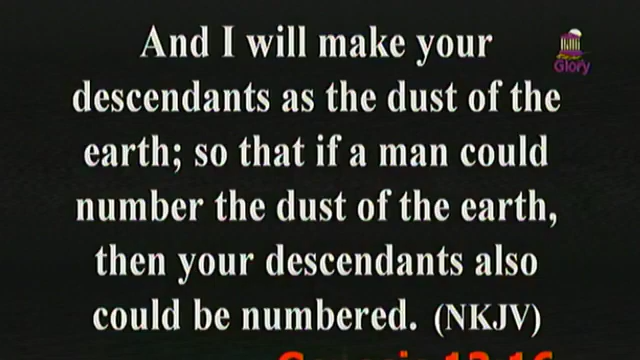 And I will make your
Glory
descendants as the dust of the
earth; so that if a man could
number the dust of the earth,
then your descendants also
could be numbered. (NKJV)